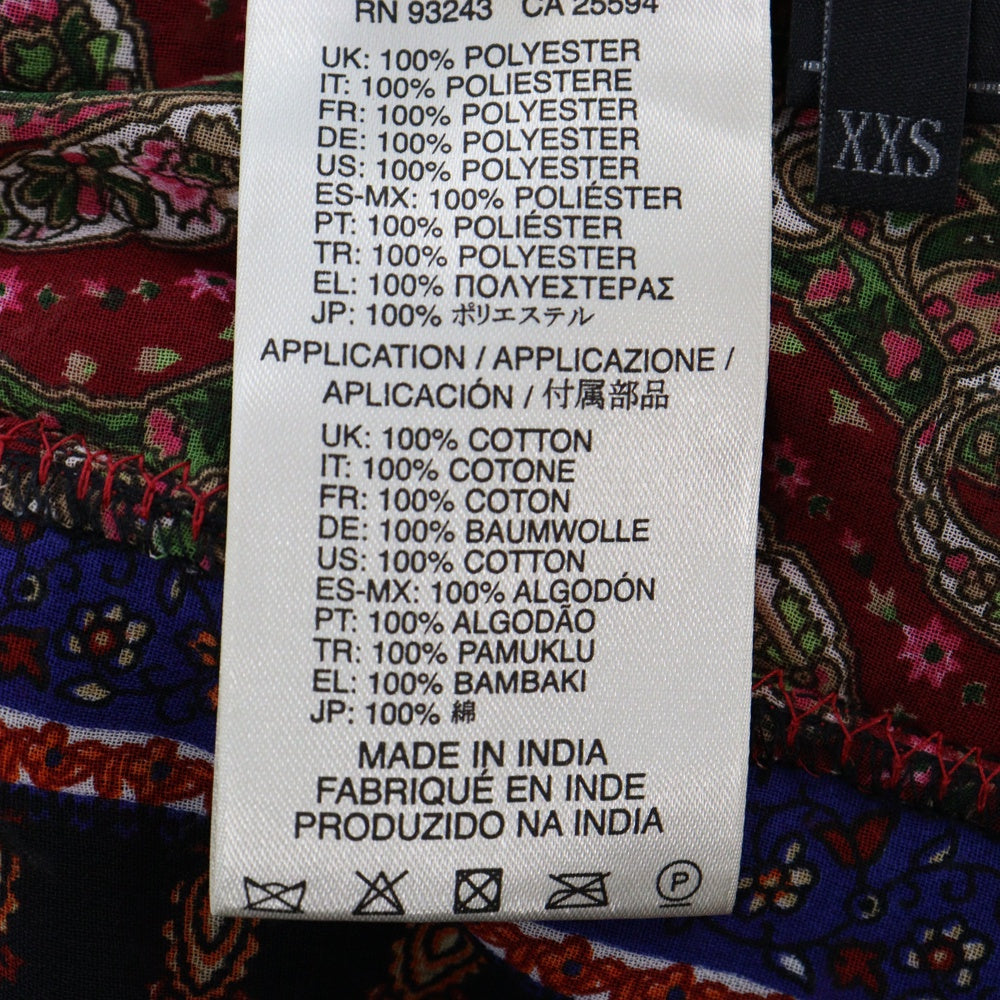 RN 93243 CA 25594
UK: 100% POLYESTER
IT: 100% POLIESTERE
FR: 100% POLYESTER
DE: 100% POLYESTER
US: 100% POLYESTER
ES-MX: 100% POLIÉSTER
PT: 100% POLIÉSTER
TR: 100% POLYESTER
EL: 100% ΠΟΛΥΕΣΤΕΡΑΣ
JP: 100% ポリエステル
APPLICATION / APPLICAZIONE /
APLICACIÓN / 付属部品
UK: 100% COTTON
IT: 100% COTONE
FR: 100% COTON
DE: 100% BAUMWOLLE
US: 100% COTTON
ES-MX: 100% ALGODÓN
PT: 100% ALGODÃO
TR: 100% PAMUKLU
EL: 100% BAMBAKI
JP: 100% 綿
MADE IN INDIA
FABRIQUÉ EN INDE
PRODUZIDO NA INDIA
P
XXS